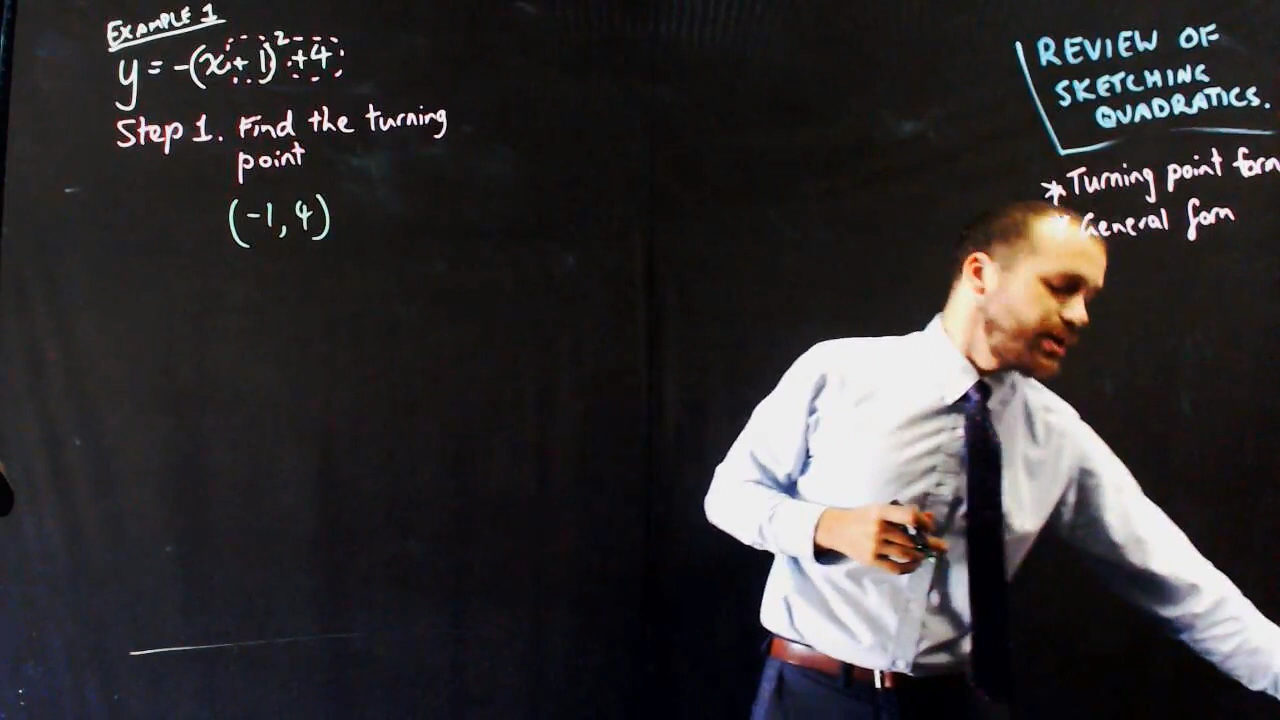 EXAMPLE 1
y = -(x+1)² +4
Step 1. Find the turning
point
(-1, 4)
REVIEW OF
SKETCHING
QUADRATICS.
* Turning point form
General form